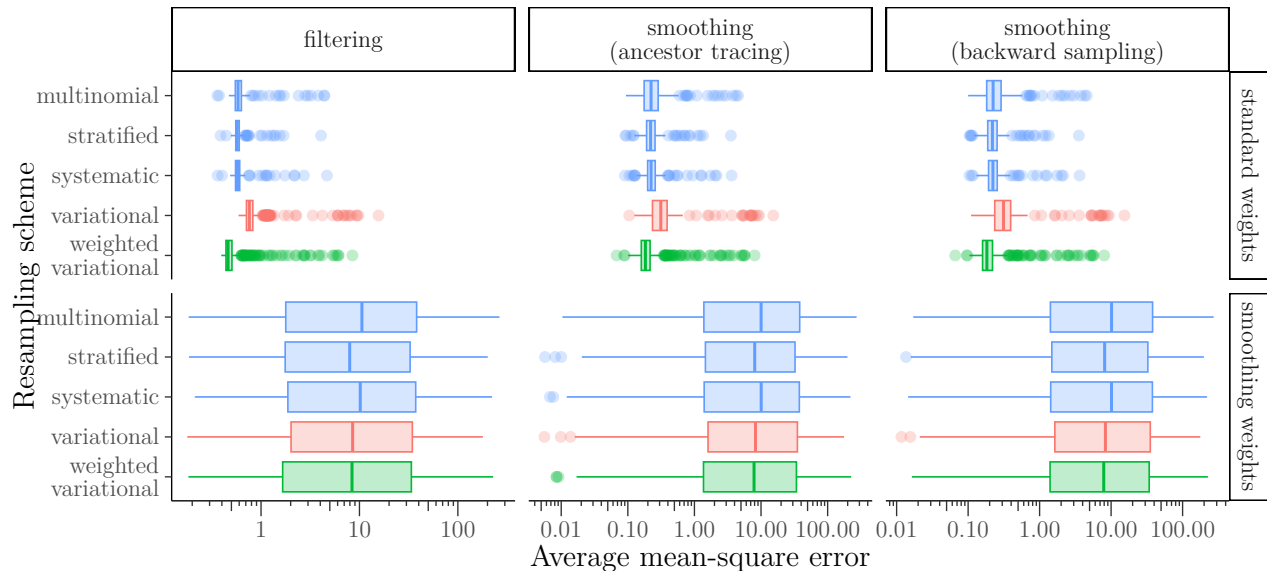 filtering
smoothing
(ancestor tracing)
smoothing
(backward sampling)
Resampling scheme
multinomial
stratified
systematic
variational
weighted
variational
standard weights
multinomial
stratified
systematic
variational
weighted
variational
smoothing weights
1 10 100
0.01 0.10 1.00 10.00 100.00
0.01 0.10 1.00 10.00 100.00
Average mean-square error